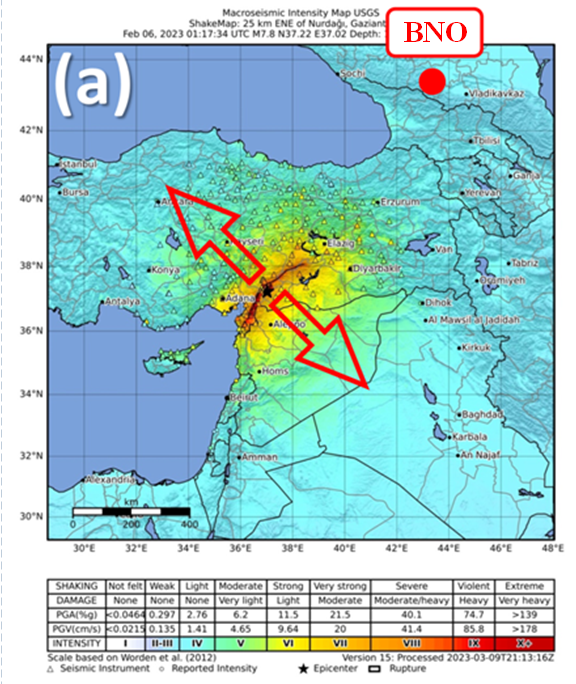 Macroseismic Intensity Map USGS
ShakeMap: 25 km ENE of Nurdağı, Gaziant
Feb 06, 2023 01:17:34 UTC M7.8 N37.22 E37.02 Depth:
BNO
(a)
44°N
42°N
40°N
38°N
36°N
34°N
32°N
30°N
Sochi
Vladikavkaz
Tbilisi
Istanbul
Ganja
Bursa
Yerevan
Erzurum
Kayseri
Elazig
Van
Tabriz
Konya
Diyarbakir
Orumiyeh
Antalya
Adana
Dihok
Aleppo
Al Mawsil al Jadidah
Kirkuk
Homs
Beirut
Baghdad
Karbala
Amman
An Najaf
Alexandria
km
0 200 400
30°E 32°E 34°E 36°E 38°E 40°E 42°E 44°E 46°E 48°E
SHAKING Not felt Weak Light Moderate Strong Very strong Severe Violent Extreme
DAMAGE None None None Very light Light Moderate Moderate/heavy Heavy Very heavy
PGA(%g) <0.0464 0.297 2.76 6.2 11.5 21.5 40.1 74.7 >139
PGV(cm/s) <0.0215 0.135 1.41 4.65 9.64 20 41.4 85.8 >178
INTENSITY I II-III IV V VI VII VIII IX X+
Scale based on Worden et al. (2012) Version 15: Processed 2023-03-09T21:13:16Z
△ Seismic Instrument ○ Reported Intensity ★ Epicenter Rupture